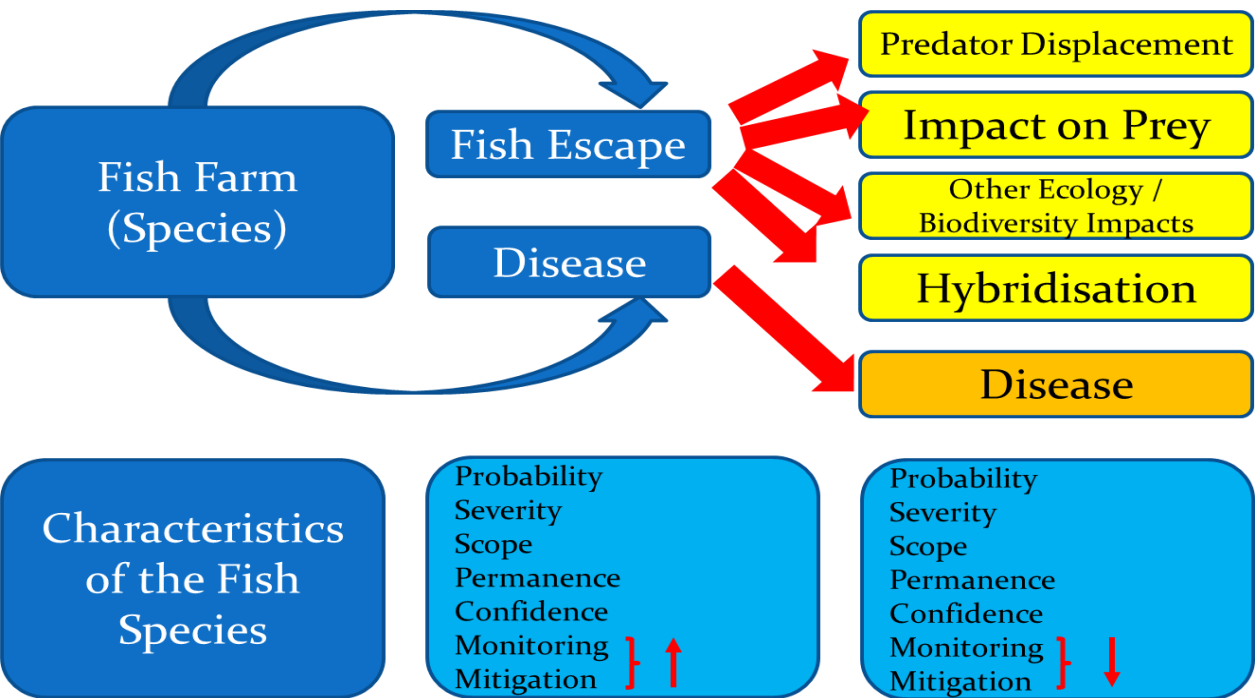 Fish Farm
(Species)
Fish Escape
Disease
Predator Displacement
Impact on Prey
Other Ecology /
Biodiversity Impacts
Hybridisation
Disease
Characteristics
of the Fish
Species
Probability
Severity
Scope
Permanence
Confidence
Monitoring
Mitigation
Probability
Severity
Scope
Permanence
Confidence
Monitoring
Mitigation